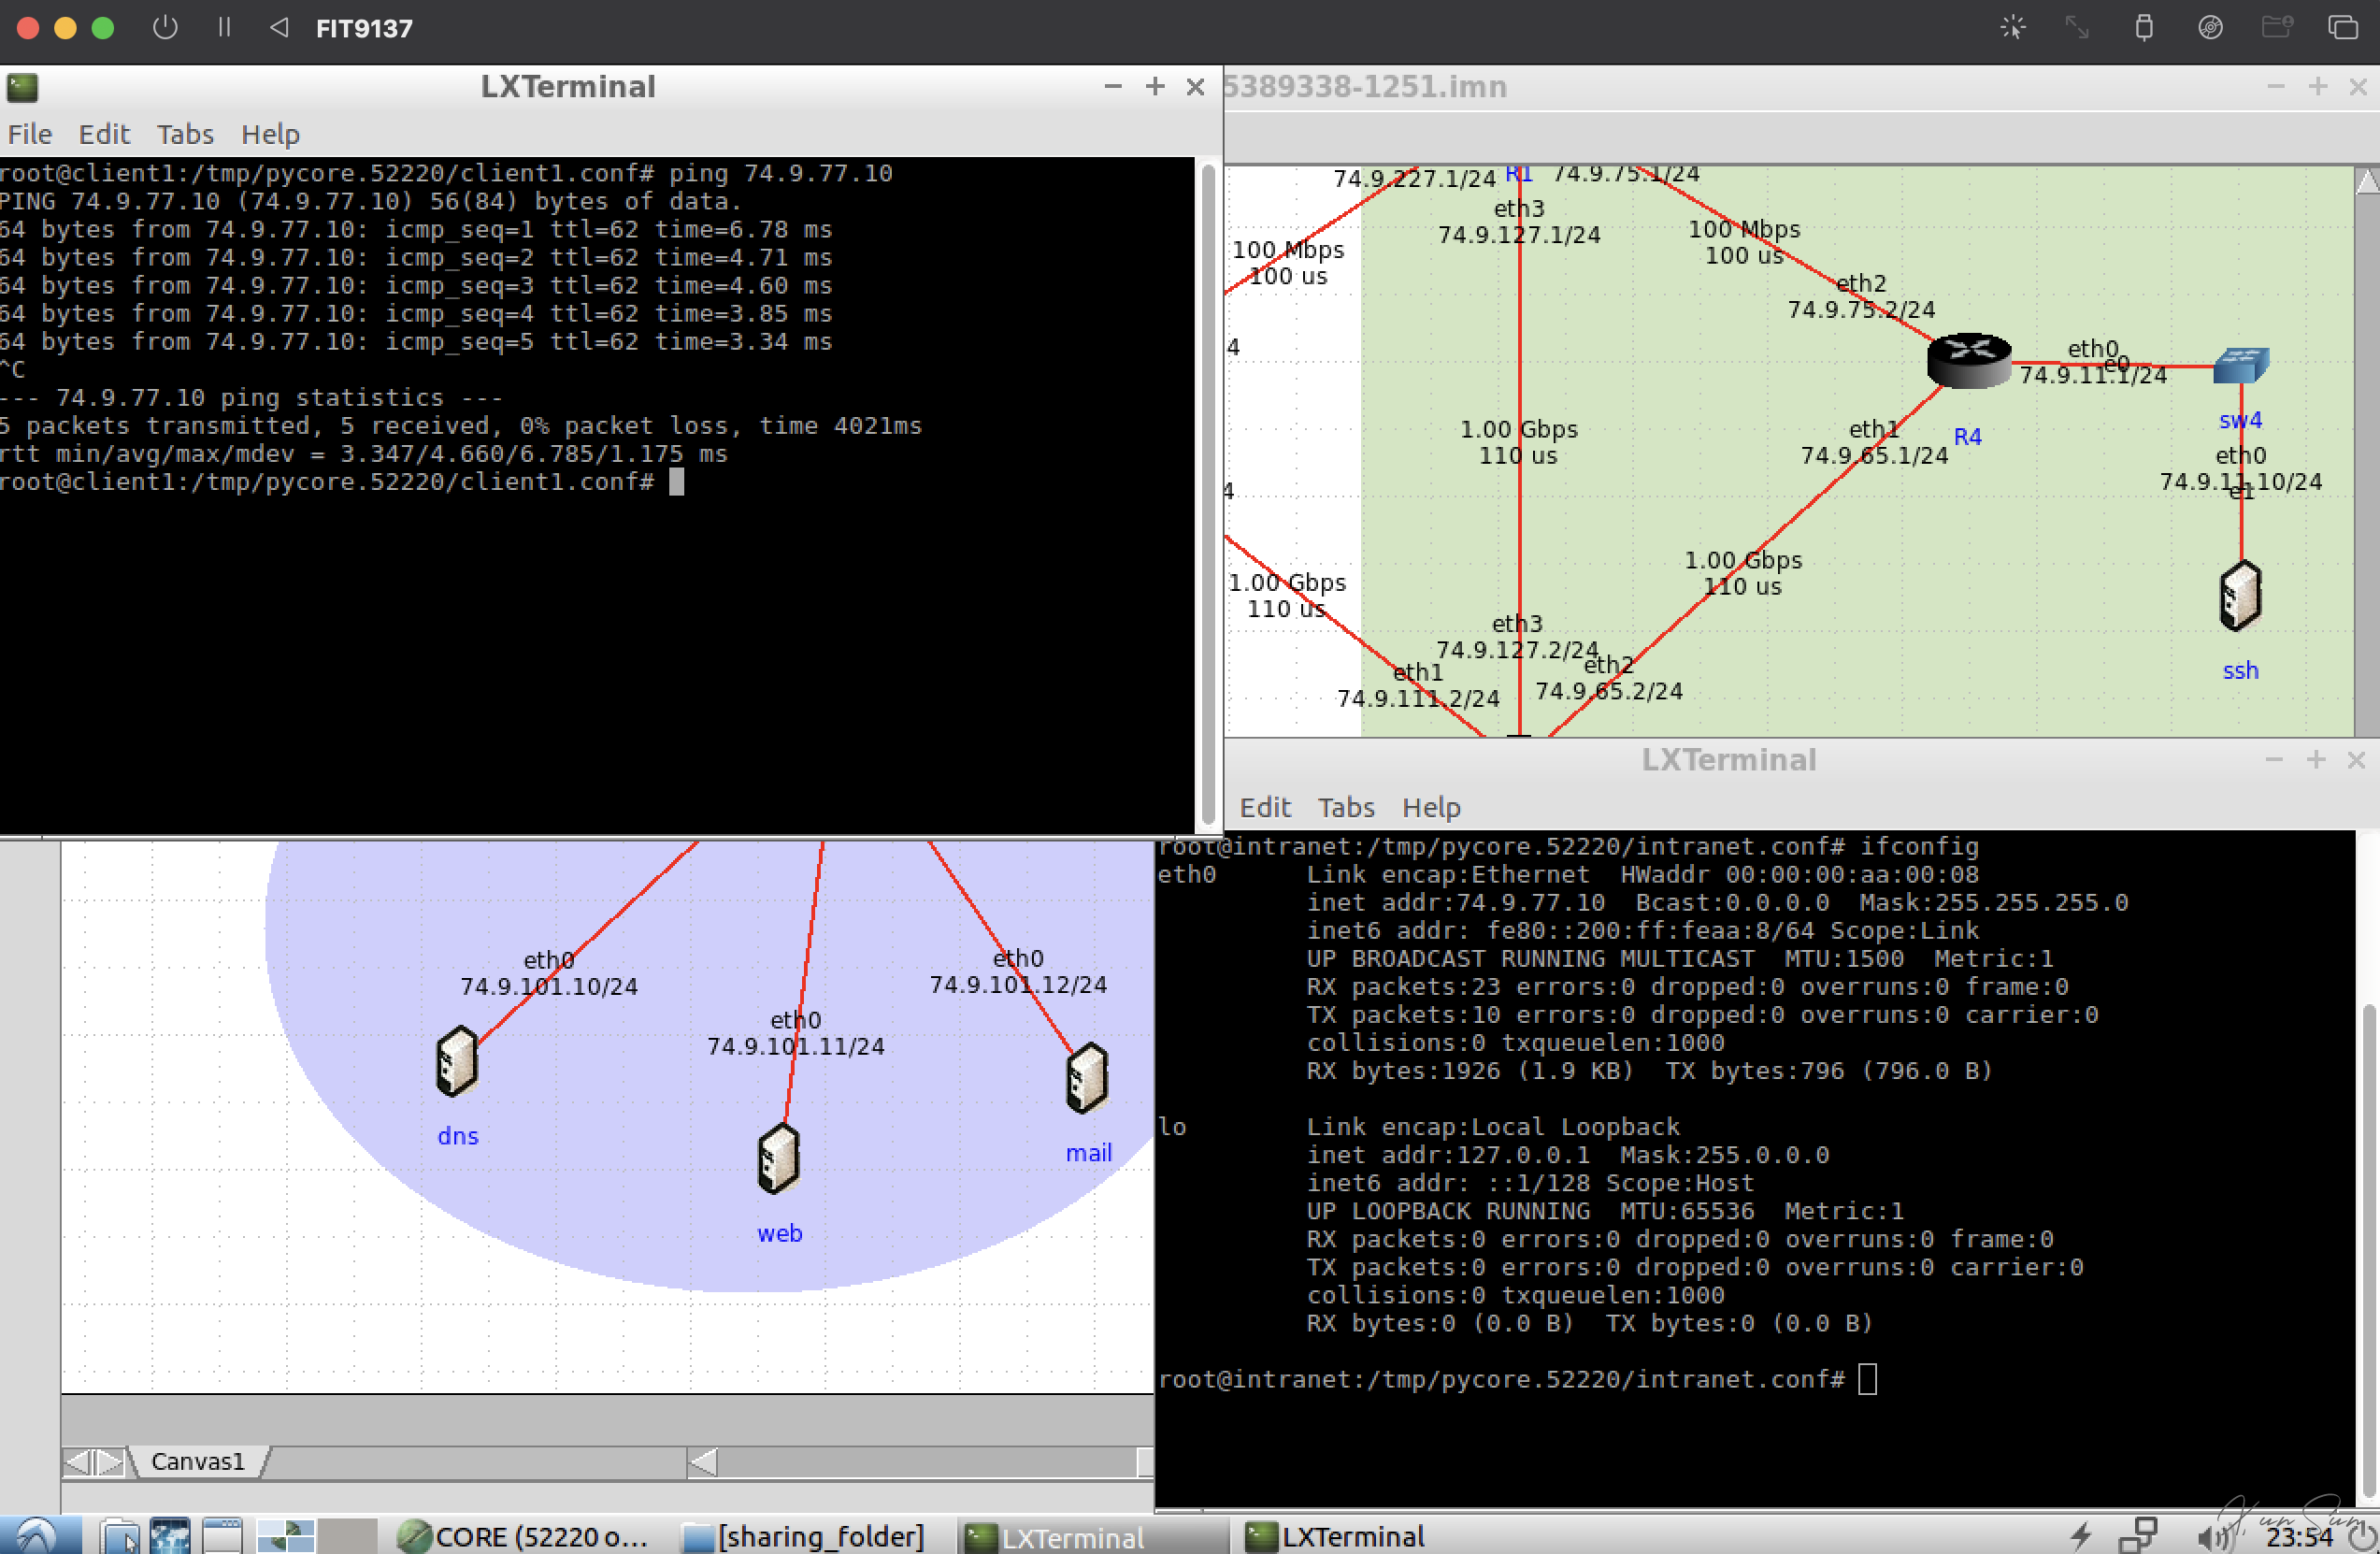 FIT9137
LXTerminal
File Edit Tabs Help
root@client1:/tmp/pycore.52220/client1.conf# ping 74.9.77.10
PING 74.9.77.10 (74.9.77.10) 56(84) bytes of data.
64 bytes from 74.9.77.10: icmp_seq=1 ttl=62 time=6.78 ms
64 bytes from 74.9.77.10: icmp_seq=2 ttl=62 time=4.71 ms
64 bytes from 74.9.77.10: icmp_seq=3 ttl=62 time=4.60 ms
64 bytes from 74.9.77.10: icmp_seq=4 ttl=62 time=3.85 ms
64 bytes from 74.9.77.10: icmp_seq=5 ttl=62 time=3.34 ms
^C
--- 74.9.77.10 ping statistics ---
5 packets transmitted, 5 received, 0% packet loss, time 4021ms
rtt min/avg/max/mdev = 3.347/4.660/6.785/1.175 ms
root@client1:/tmp/pycore.52220/client1.conf#
5389338-1251.imn
74.9.227.1/24 R1 74.9.75.1/24
eth3
74.9.127.1/24
100 Mbps
100 us
100 Mbps
100 us
eth2
74.9.75.2/24
4
eth0
e0
74.9.11.1/24
sw4
R4
1.00 Gbps
110 us
eth1
74.9.65.1/24
eth0
74.9.11.10/24
e1
4
1.00 Gbps
110 us
1.00 Gbps
110 us
eth3
74.9.127.2/24
eth2
74.9.65.2/24
eth1
74.9.111.2/24
ssh
LXTerminal
Edit Tabs Help
root@intranet:/tmp/pycore.52220/intranet.conf# ifconfig
eth0 Link encap:Ethernet HWaddr 00:00:00:aa:00:08
inet addr:74.9.77.10 Bcast:0.0.0.0 Mask:255.255.255.0
inet6 addr: fe80::200:ff:feaa:8/64 Scope:Link
UP BROADCAST RUNNING MULTICAST MTU:1500 Metric:1
RX packets:23 errors:0 dropped:0 overruns:0 frame:0
TX packets:10 errors:0 dropped:0 overruns:0 carrier:0
collisions:0 txqueuelen:1000
RX bytes:1926 (1.9 KB) TX bytes:796 (796.0 B)
lo Link encap:Local Loopback
inet addr:127.0.0.1 Mask:255.0.0.0
inet6 addr: ::1/128 Scope:Host
UP LOOPBACK RUNNING MTU:65536 Metric:1
RX packets:0 errors:0 dropped:0 overruns:0 frame:0
TX packets:0 errors:0 dropped:0 overruns:0 carrier:0
collisions:0 txqueuelen:1000
RX bytes:0 (0.0 B) TX bytes:0 (0.0 B)
root@intranet:/tmp/pycore.52220/intranet.conf#
eth0
74.9.101.10/24
eth0
74.9.101.12/24
eth0
74.9.101.11/24
dns
mail
web
Canvas1
CORE (52220 o...
[sharing_folder]
LXTerminal
LXTerminal
23:54